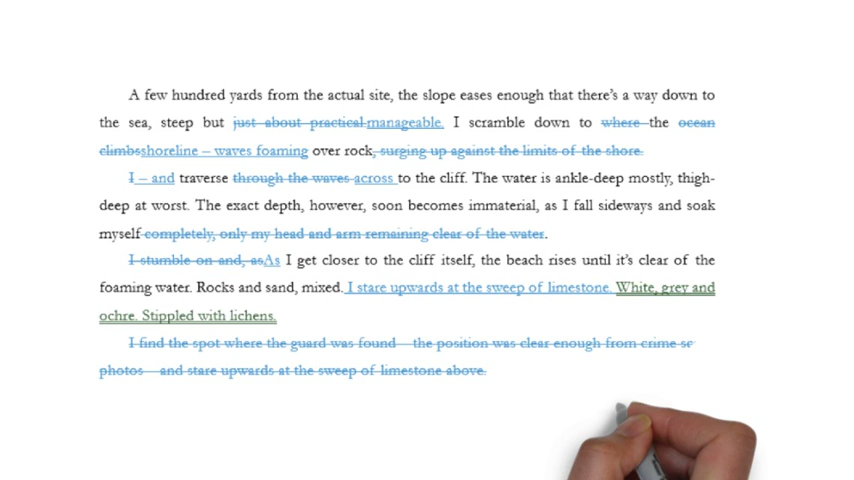 A few hundred yards from the actual site, the slope eases enough that there's a way down to
the sea, steep but just about practical manageable. I scramble down to where the ocean
climbsshoreline – waves foaming over rock, surging up against the limits of the shore.
I – and traverse through the waves across to the cliff. The water is ankle-deep mostly, thigh-
deep at worst. The exact depth, however, soon becomes immaterial, as I fall sideways and soak
myself completely, only my head and arm remaining clear of the water.
I stumble on and, asAs I get closer to the cliff itself, the beach rises until it's clear of the
foaming water. Rocks and sand, mixed. I stare upwards at the sweep of limestone. White, grey and
ochre. Stippled with lichens.
I find the spot where the guard was found – the position was clear enough from crime
photos – and stare upwards at the sweep of limestone above.